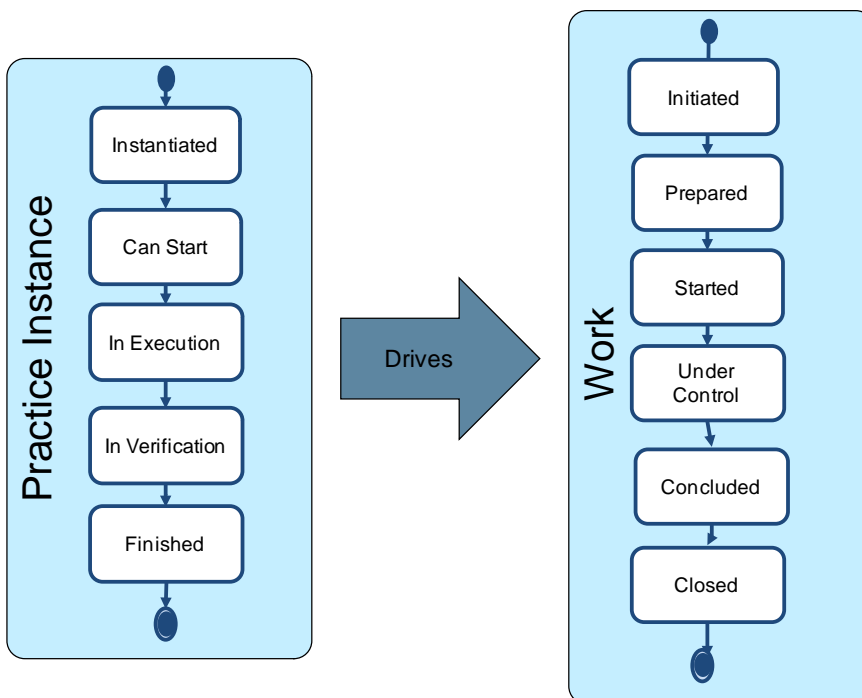 Practice Instance
Instantiated
Can Start
In Execution
In Verification
Finished
Drives
Work
Initiated
Prepared
Started
Under
Control
Concluded
Closed